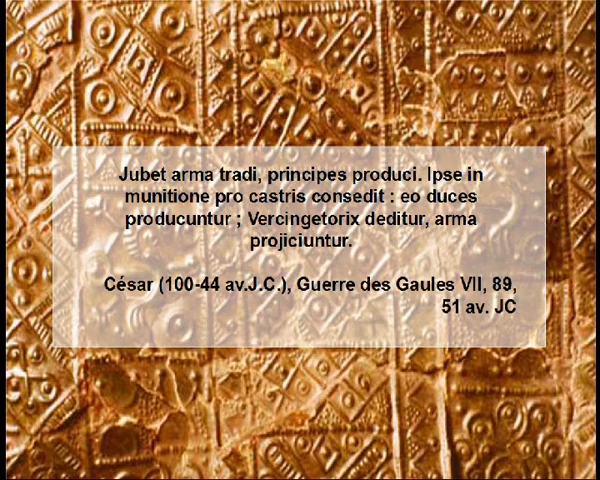 Jubet arma tradi, principes produci. Ipse in
munitione pro castris consedit : eo duces
producuntur ; Vercingetorix deditur, arma
projiciuntur.
César (100-44 av.J.C.), Guerre des Gaules VII, 89,
51 av. JC